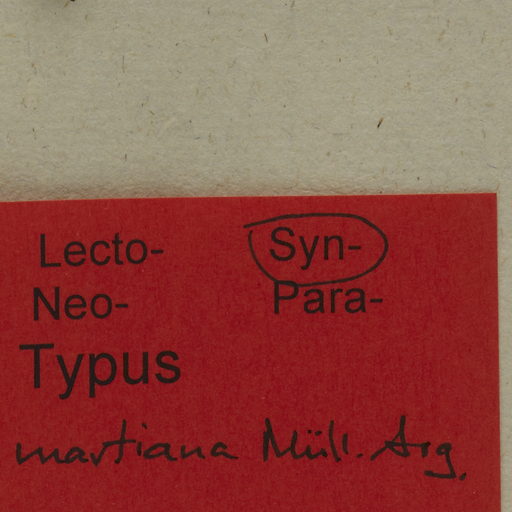 Lecto- Syn-
Neo- Para-
Typus
martiana Müll. Arg.